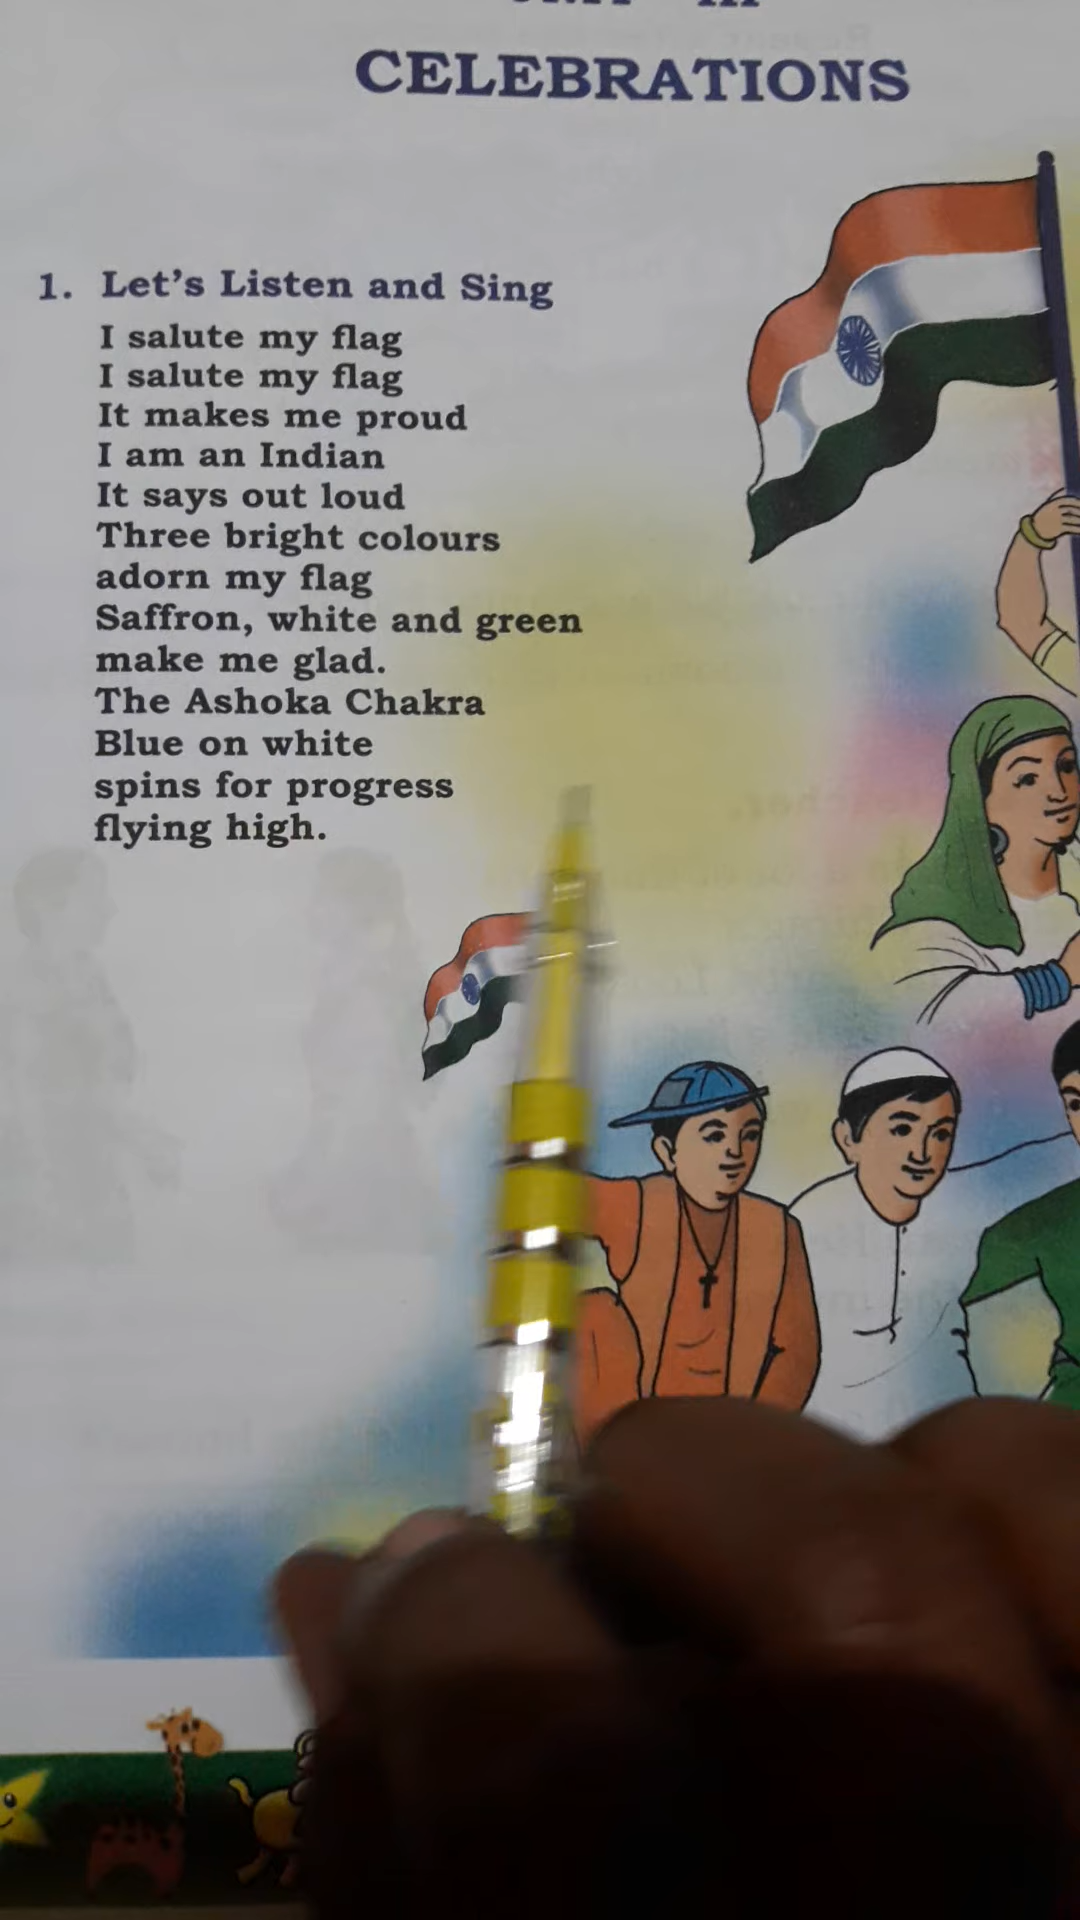 CELEBRATIONS
1. Let's Listen and Sing
I salute my flag
I salute my flag
It makes me proud
I am an Indian
It says out loud
Three bright colours
adorn my flag
Saffron, white and green
make me glad.
The Ashoka Chakra
Blue on white
spins for progress
flying high.